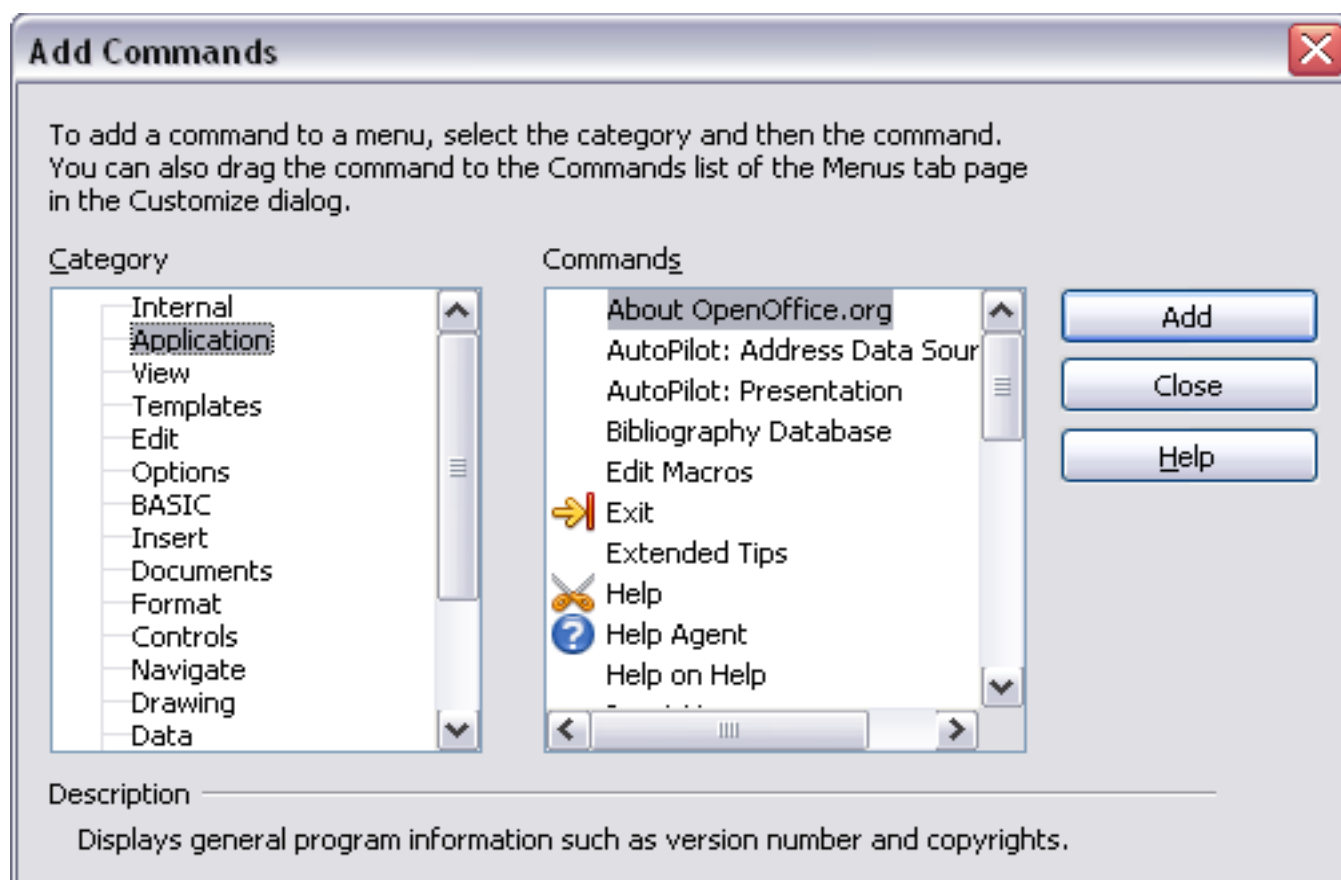 Add Commands
To add a command to a menu, select the category and then the command.
You can also drag the command to the Commands list of the Menus tab page
in the Customize dialog.
Category
Internal
Application
View
Templates
Edit
Options
BASIC
Insert
Documents
Format
Controls
Navigate
Drawing
Data
Commands
About OpenOffice.org
AutoPilot: Address Data Sour
AutoPilot: Presentation
Bibliography Database
Edit Macros
Exit
Extended Tips
Help
Help Agent
Help on Help
Add
Close
Help
Description
Displays general program information such as version number and copyrights.